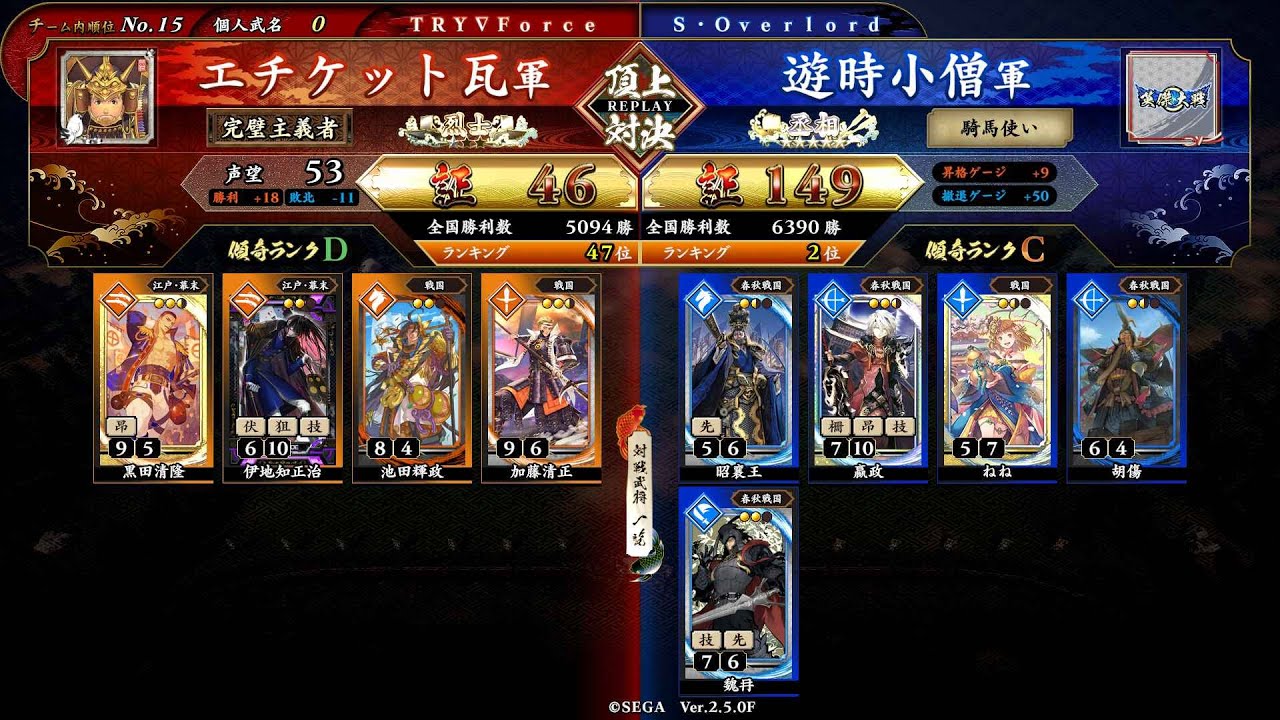 チーム内順位 No.15 個人武名 0 TRY∇Force
S・Overlord
エチケット瓦軍
頂上
REPLAY
対決
遊時小僧軍
英傑大戦
完璧主義者
烈士
丞相
騎馬使い
声望 53
勝利 +18 敗北 -11
証 46
証 149
昇格ゲージ +9
撤退ゲージ +50
全国勝利数 5094勝
全国勝利数 6390勝
傾奇ランクD
ランキング 47位
ランキング 2位
傾奇ランクC
江戸・幕末
昂
9 5
黒田清隆
江戸・幕末
伏 狙 技
6 10
伊地知正治
戦国
8 4
池田輝政
戦国
9 6
加藤清正
対戦武将一覧
春秋戦国
先
5 6
昭襄王
春秋戦国
柵 昂 技
7 10
嬴政
戦国
5 7
ねね
春秋戦国
6 4
胡傷
春秋戦国
技 先
7 6
魏冄
©SEGA Ver.2.5.0F